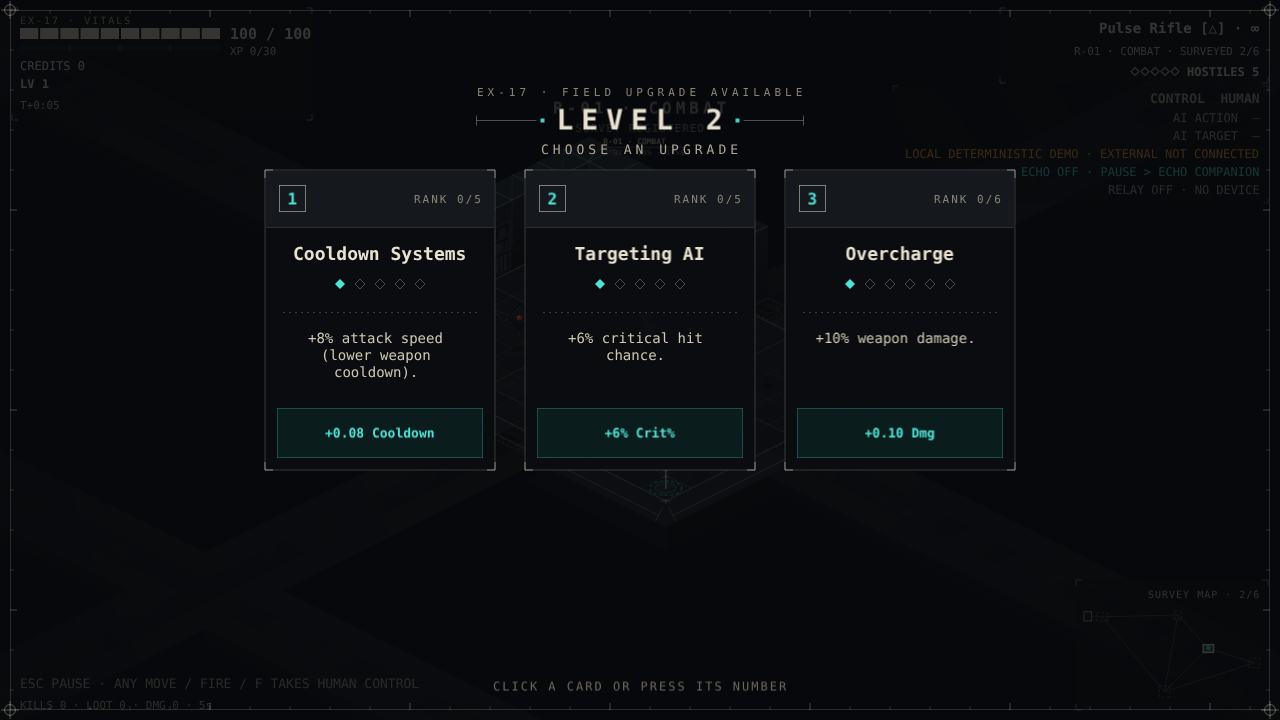 EX-17 · VITALS
100 / 100
XP 0/30
CREDITS 0
LV 1
T+0:05
Pulse Rifle [△] · ∞
R-01 · COMBAT · SURVEYED 2/6
◇◇◇◇◇ HOSTILES 5
CONTROL HUMAN
AI ACTION —
AI TARGET —
LOCAL DETERMINISTIC DEMO · EXTERNAL NOT CONNECTED
ECHO OFF · PAUSE > ECHO COMPANION
RELAY OFF · NO DEVICE
EX-17 · FIELD UPGRADE AVAILABLE
R-01 · COMBAT
LEVEL 2
CHOOSE AN UPGRADE
1
RANK 0/5
Cooldown Systems
+8% attack speed
(lower weapon
cooldown).
+0.08 Cooldown
2
RANK 0/5
Targeting AI
+6% critical hit
chance.
+6% Crit%
3
RANK 0/6
Overcharge
+10% weapon damage.
+0.10 Dmg
SURVEY MAP · 2/6
ESC PAUSE · ANY MOVE / FIRE / F TAKES HUMAN CONTROL
KILLS 0 · LOOT 0 · DMG 0 · 5s
CLICK A CARD OR PRESS ITS NUMBER